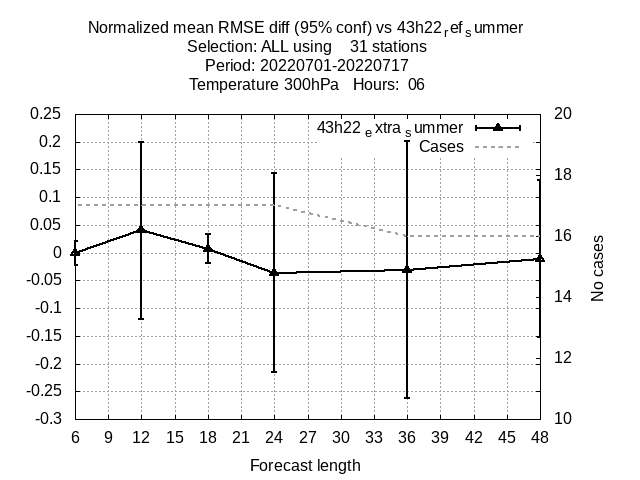 Normalized mean RMSE diff (95% conf) vs 43h22refsummer
Selection: ALL using    31 stations
Period: 20220701-20220717
Temperature 300hPa   Hours:  06
43h22extrasummer
Cases
0.25
0.2
0.15
0.1
0.05
0
-0.05
-0.1
-0.15
-0.2
-0.25
-0.3
20
18
16
14
12
10
No cases
6 9 12 15 18 21 24 27 30 33 36 39 42 45 48
Forecast length